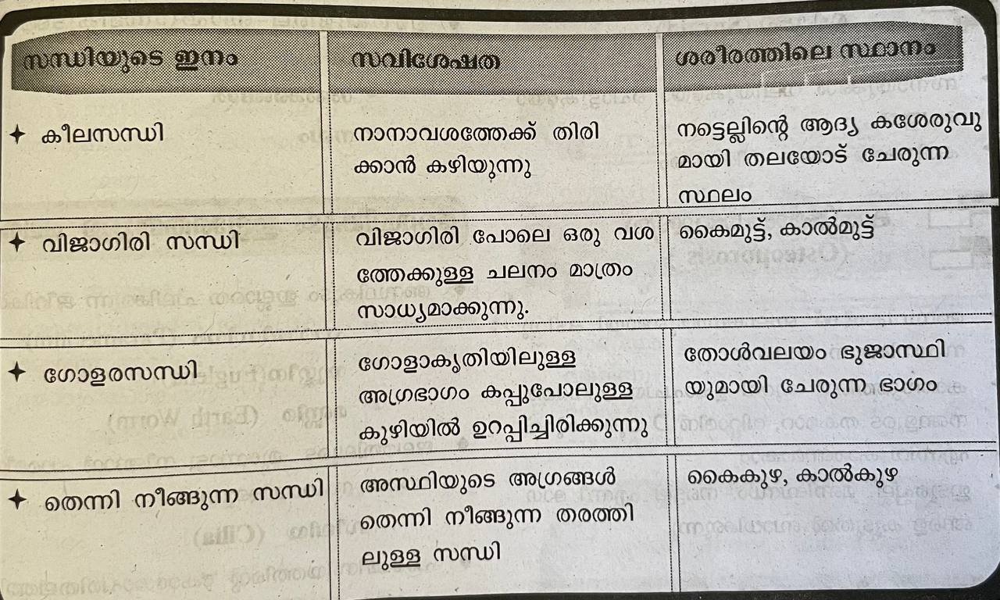 സന്ധിയുടെ ഇനം
സവിശേഷത
ശരീരത്തിലെ സ്ഥാനം
കീലസന്ധി
നാനാവശത്തേക്ക് തിരി
ക്കാൻ കഴിയുന്നു
നട്ടെല്ലിന്റെ ആദ്യ കശേരുവു
മായി തലയോട് ചേരുന്ന
സ്ഥലം
വിജാഗിരി സന്ധി
വിജാഗിരി പോലെ ഒരു വശ
ത്തേക്കുള്ള ചലനം മാത്രം
സാധ്യമാക്കുന്നു.
കൈമുട്ട്, കാൽമുട്ട്
ഗോളരസന്ധി
ഗോളാകൃതിയിലുള്ള
അഗ്രഭാഗം കപ്പുപോലുള്ള
കുഴിയിൽ ഉറപ്പിച്ചിരിക്കുന്നു
തോൾവലയം ഭുജാസ്ഥി
യുമായി ചേരുന്ന ഭാഗം
തെന്നി നീങ്ങുന്ന സന്ധി
അസ്ഥിയുടെ അഗ്രങ്ങൾ
തെന്നി നീങ്ങുന്ന തരത്തി
ലുള്ള സന്ധി
കൈകുഴ, കാൽകുഴ